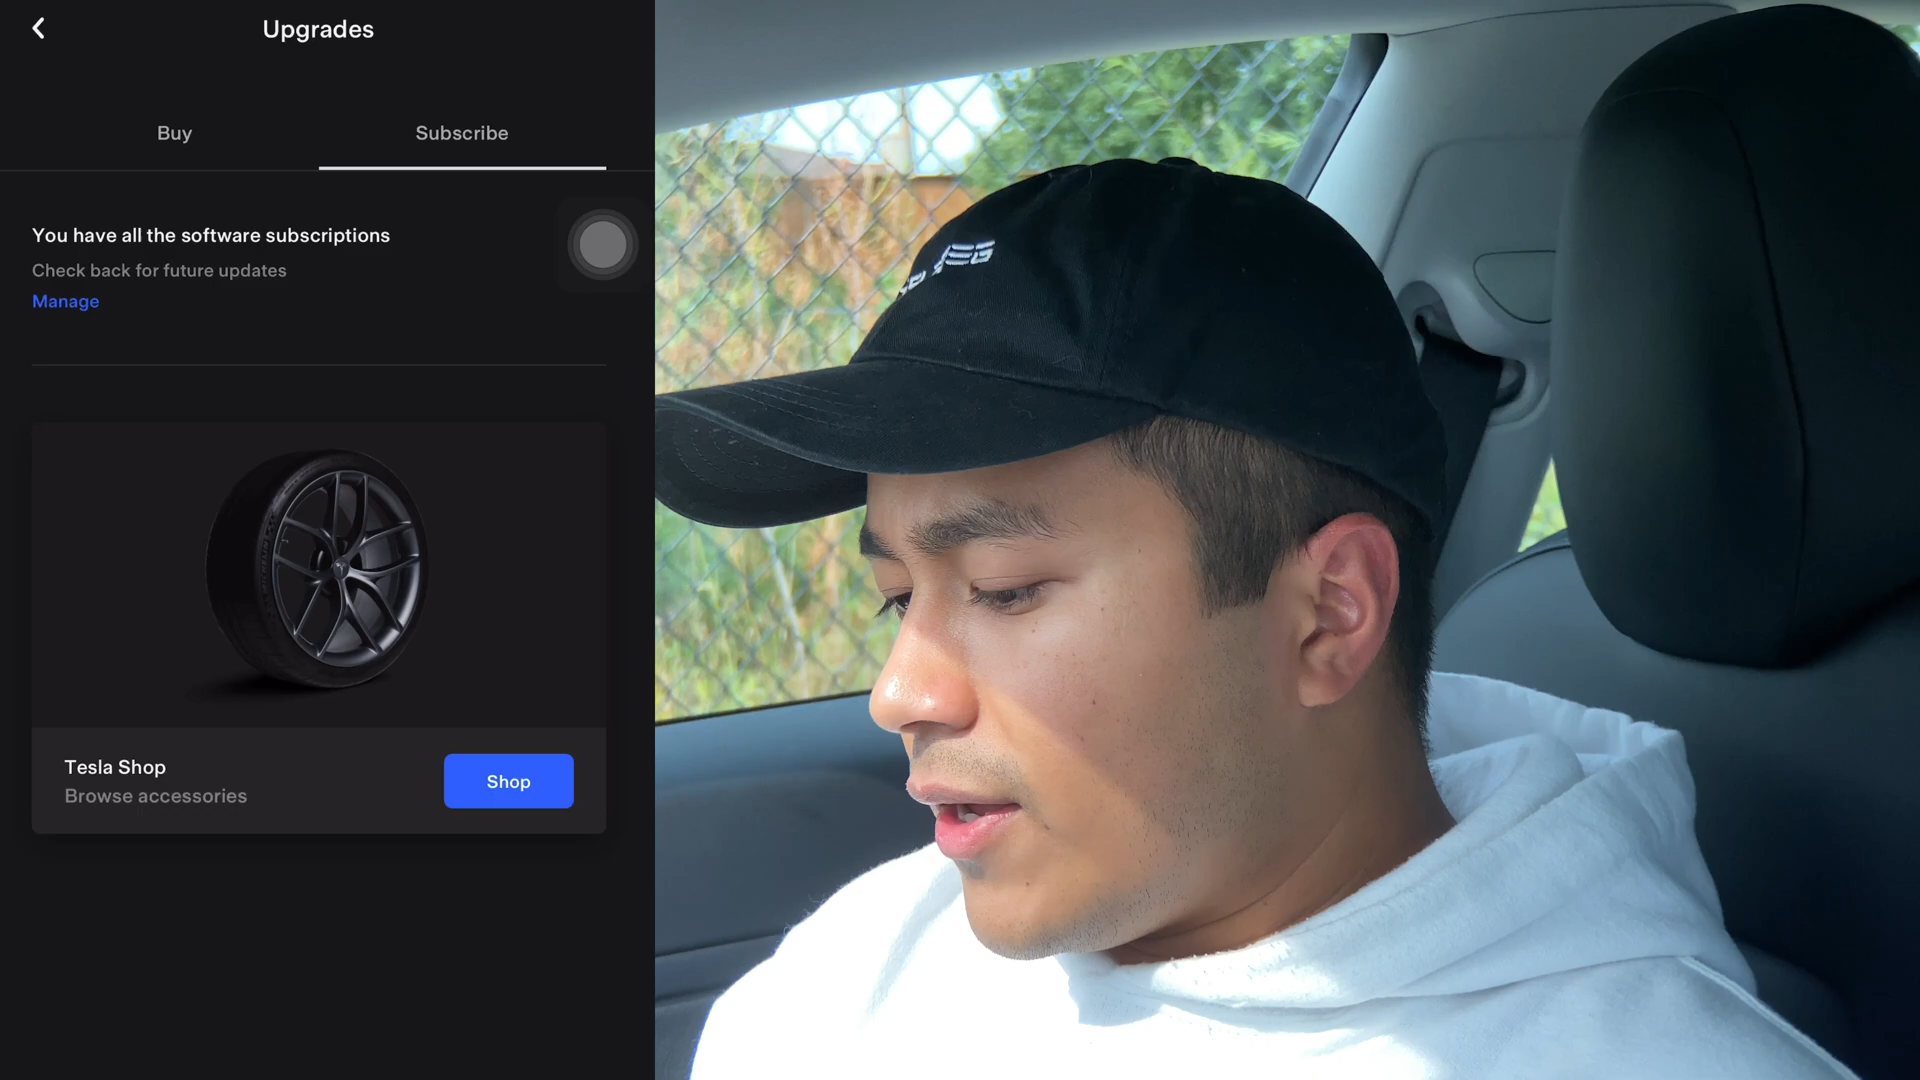 Upgrades
Buy
Subscribe
You have all the software subscriptions
Check back for future updates
Manage
Tesla Shop
Browse accessories
Shop